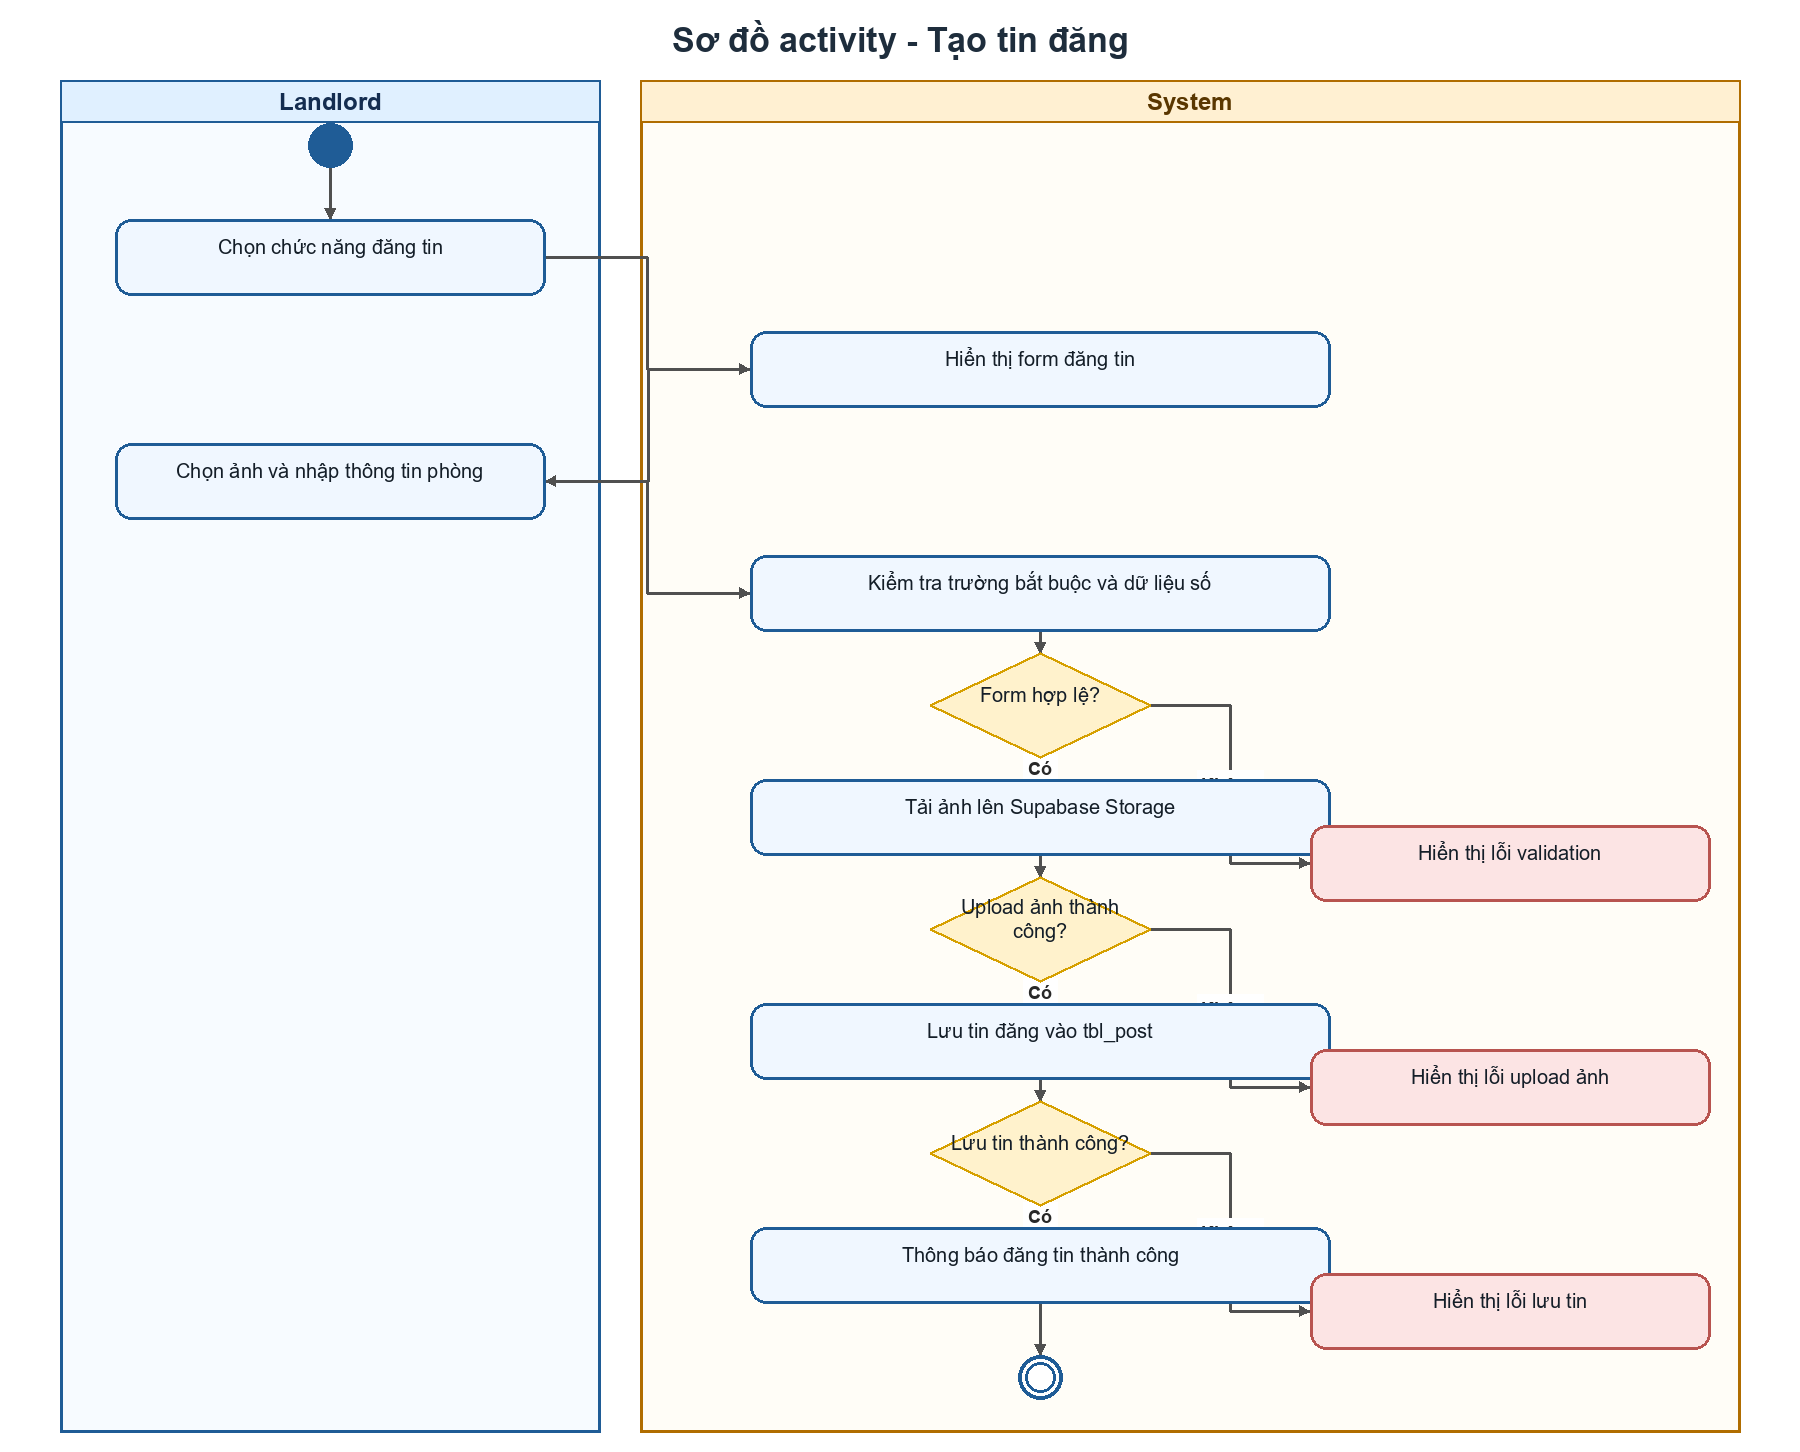 Sơ đồ activity - Tạo tin đăng
Landlord
System
Chọn chức năng đăng tin
Hiển thị form đăng tin
Chọn ảnh và nhập thông tin phòng
Kiểm tra trường bắt buộc và dữ liệu số
Form hợp lệ?
Có
Tải ảnh lên Supabase Storage
Hiển thị lỗi validation
Upload ảnh thành
công?
Có
Lưu tin đăng vào tbl_post
Hiển thị lỗi upload ảnh
Lưu tin thành công?
Có
Thông báo đăng tin thành công
Hiển thị lỗi lưu tin